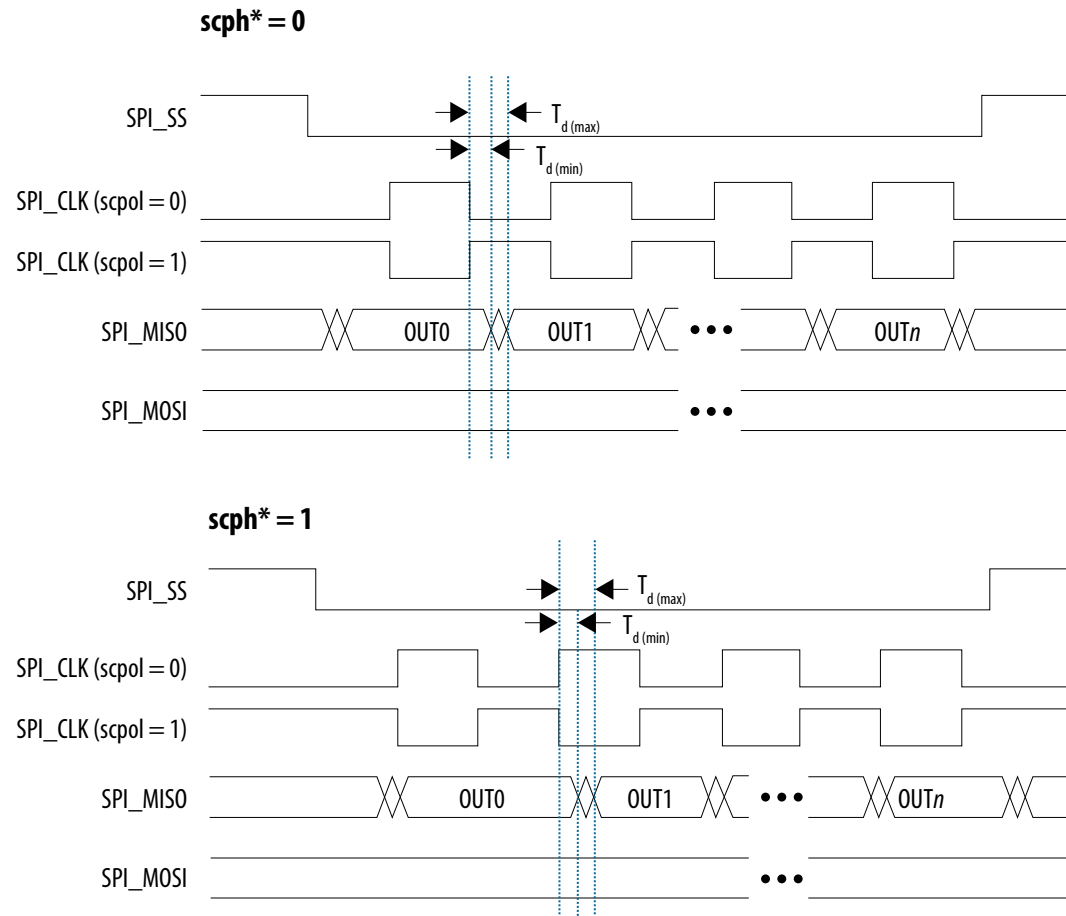 scph* = 0
SPI_SS
T d (max)
T d (min)
SPI_CLK (scpol = 0)
SPI_CLK (scpol = 1)
SPI_MISO OUT0 OUT1 ••• OUTn
SPI_MOSI •••
scph* = 1
SPI_SS
T d (max)
T d (min)
SPI_CLK (scpol = 0)
SPI_CLK (scpol = 1)
SPI_MISO OUT0 OUT1 ••• OUTn
SPI_MOSI •••